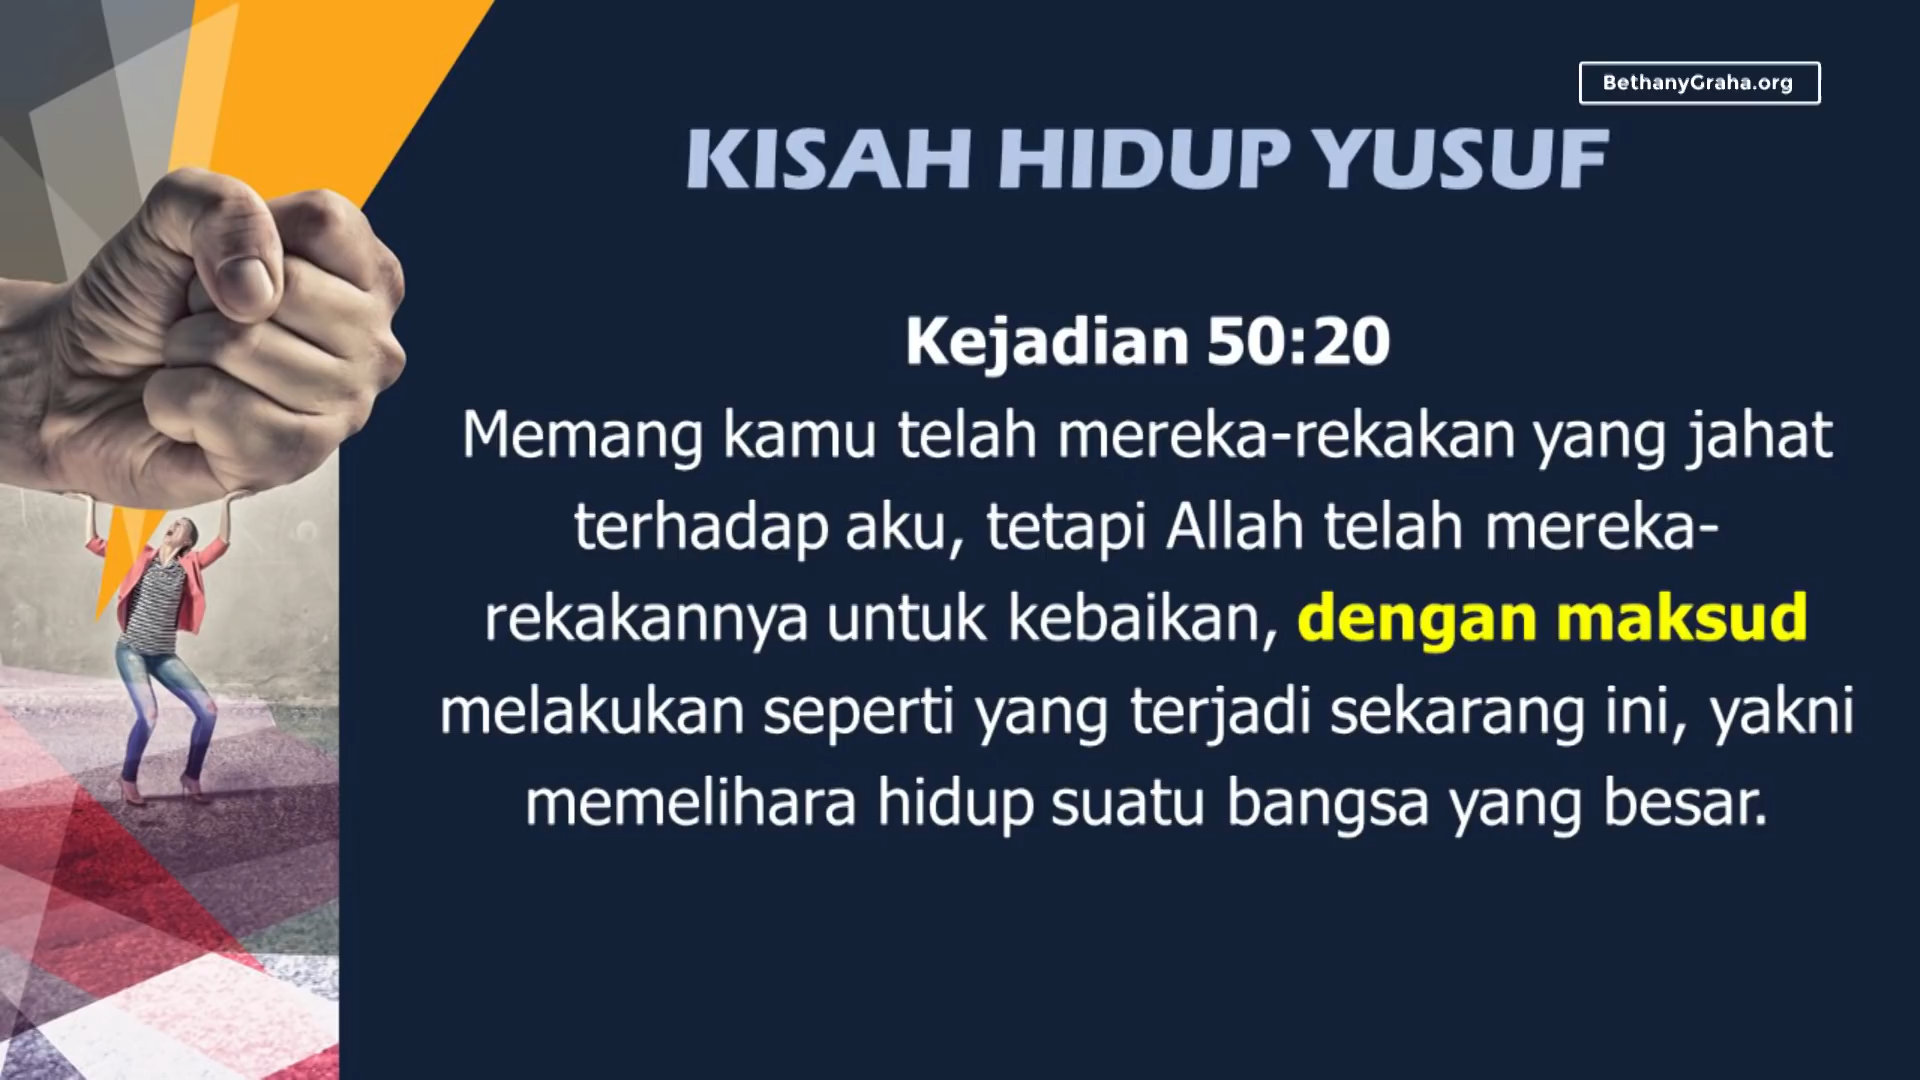 BethanyGraha.org
KISAH HIDUP YUSUF
Kejadian 50:20
Memang kamu telah mereka-rekakan yang jahat
terhadap aku, tetapi Allah telah mereka-
rekakannya untuk kebaikan, dengan maksud
melakukan seperti yang terjadi sekarang ini, yakni
memelihara hidup suatu bangsa yang besar.